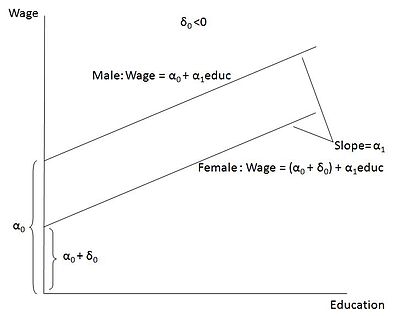 Wage
δ₀<0
Male: Wage = α₀ + α₁educ
Slope=α₁
Female : Wage = (α₀ + δ₀) + α₁educ
α₀
α₀ + δ₀
Education